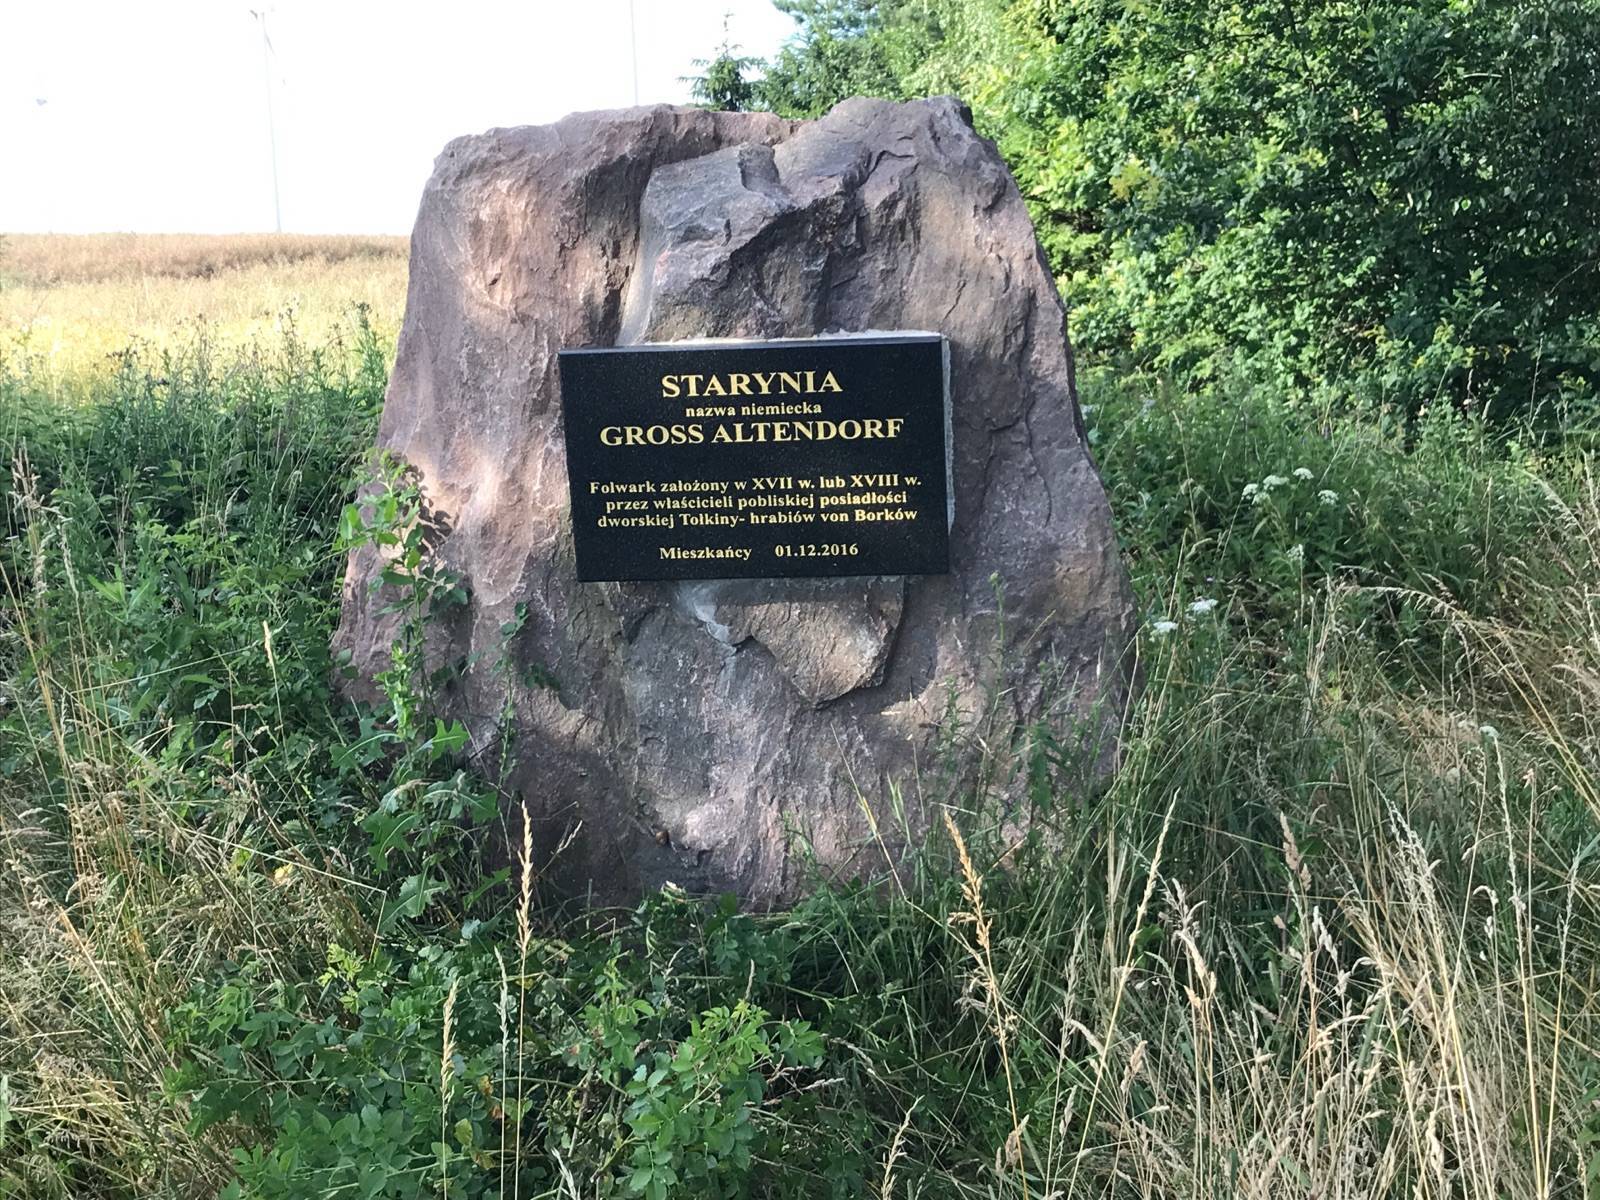 STARYNIA
nazwa niemiecka
GROSS ALTENDORF
Folwark założony w XVII w. lub XVIII w.
przez właścicieli pobliskiej posiadłości
dworskiej Tołkiny- hrabiów von Borków
Mieszkańcy 01.12.2016